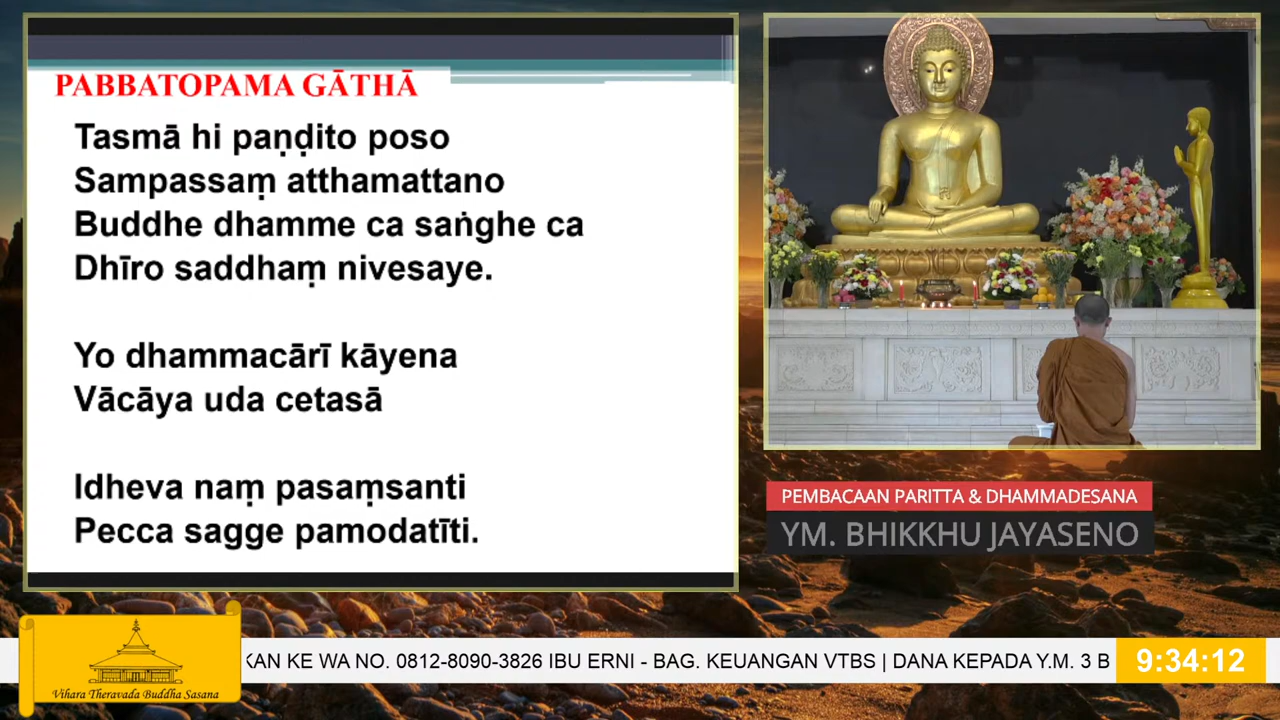 PABBATOPAMA GĀTHĀ
Tasmā hi paṇḍito poso
Sampassaṃ atthamattano
Buddhe dhamme ca saṅghe ca
Dhīro saddhaṃ nivesaye.
Yo dhammacārī kāyena
Vācāya uda cetasā
Idheva naṃ pasaṃsanti
Pecca sagge pamodatīti.
PEMBACAAN PARITTA & DHAMMADESANA
YM. BHIKKHU JAYASENO
Vihara Theravada Buddha Sasana
KAN KE WA NO. 0812-8090-3826 IBU ERNI - BAG. KEUANGAN VTBS | DANA KEPADA Y.M. 3 B
9:34:12